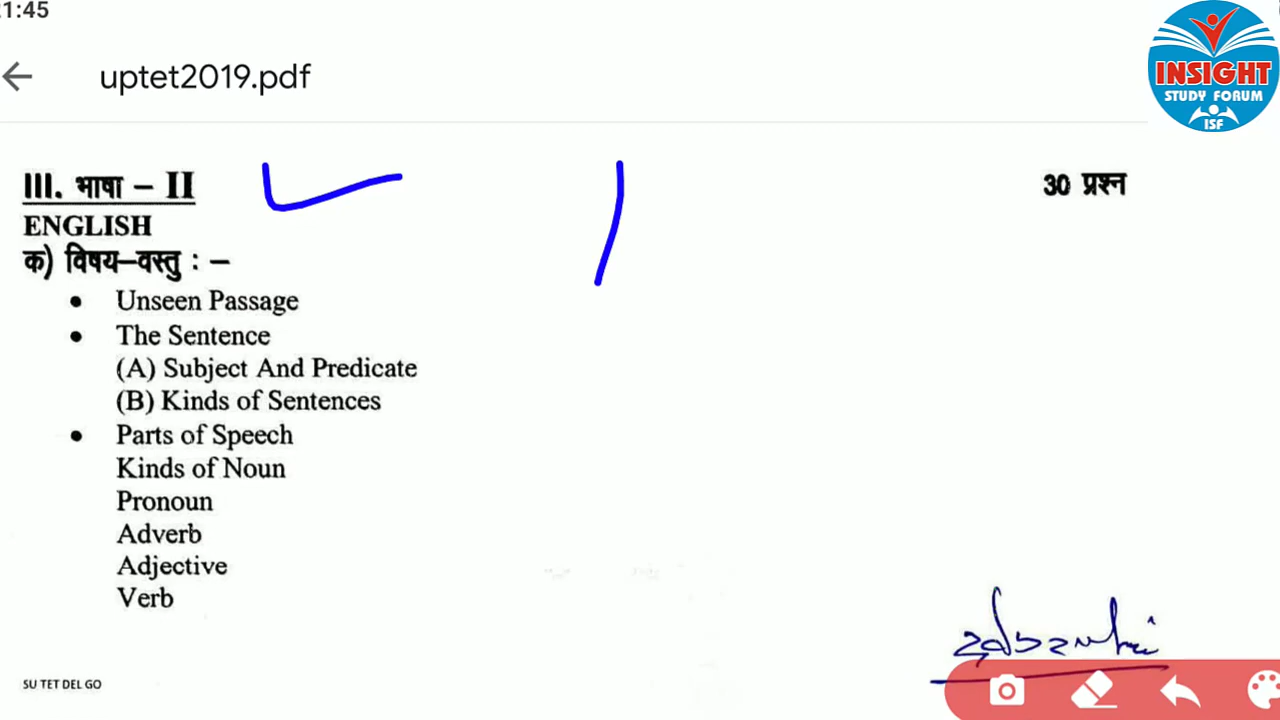 1:45
uptet2019.pdf
INSIGHT
STUDY FORUM
ISF
III. भाषा – II
30 प्रश्न
ENGLISH
क) विषय–वस्तु : –
• Unseen Passage
• The Sentence
(A) Subject And Predicate
(B) Kinds of Sentences
• Parts of Speech
Kinds of Noun
Pronoun
Adverb
Adjective
Verb
SU TET DEL GO